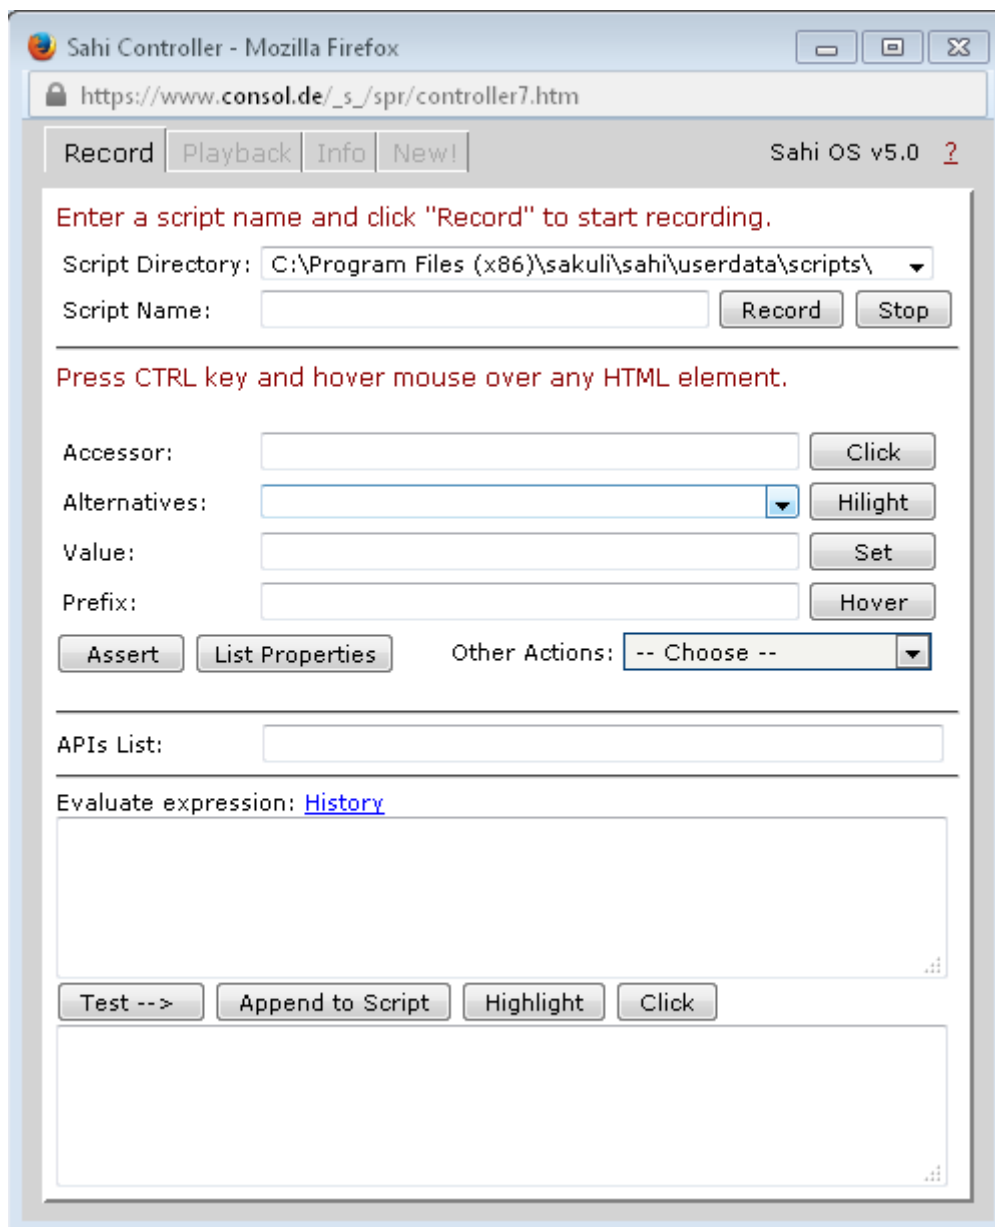 Sahi Controller - Mozilla Firefox
https://www.consol.de/_s_/spr/controller7.htm
Record Playback Info New! Sahi OS v5.0 ?
Enter a script name and click "Record" to start recording.
Script Directory: C:\Program Files (x86)\sakuli\sahi\userdata\scripts\
Script Name: Record Stop
Press CTRL key and hover mouse over any HTML element.
Accessor: Click
Alternatives: Hilight
Value: Set
Prefix: Hover
Assert List Properties Other Actions: -- Choose --
APIs List:
Evaluate expression: History
Test --> Append to Script Highlight Click